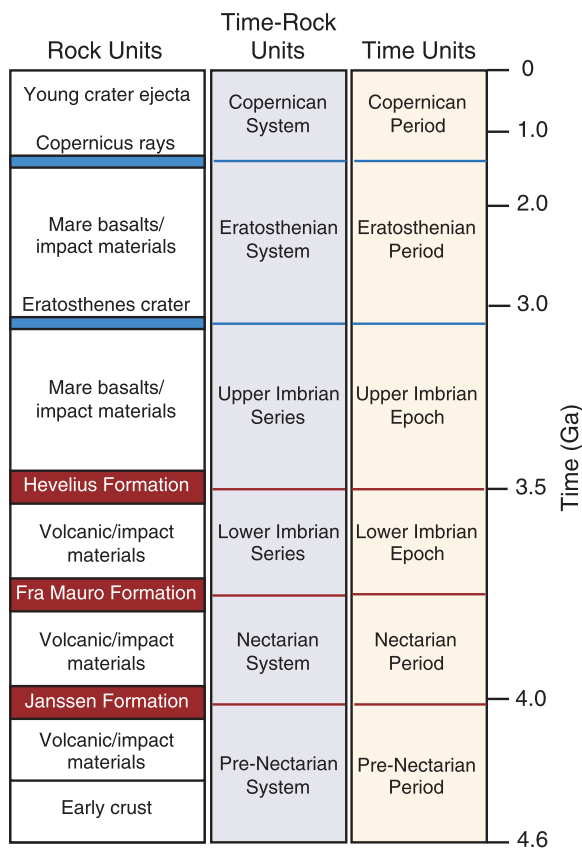 Rock Units
Time-Rock
Units
Time Units
Young crater ejecta
Copernicus rays
Mare basalts/
impact materials
Eratosthenes crater
Mare basalts/
impact materials
Hevelius Formation
Volcanic/impact
materials
Fra Mauro Formation
Volcanic/impact
materials
Janssen Formation
Volcanic/impact
materials
Early crust
Copernican
System
Eratosthenian
System
Upper Imbrian
Series
Lower Imbrian
Series
Nectarian
System
Pre-Nectarian
System
Copernican
Period
Eratosthenian
Period
Upper Imbrian
Epoch
Lower Imbrian
Epoch
Nectarian
Period
Pre-Nectarian
Period
0
1.0
2.0
3.0
3.5
4.0
4.6
Time (Ga)